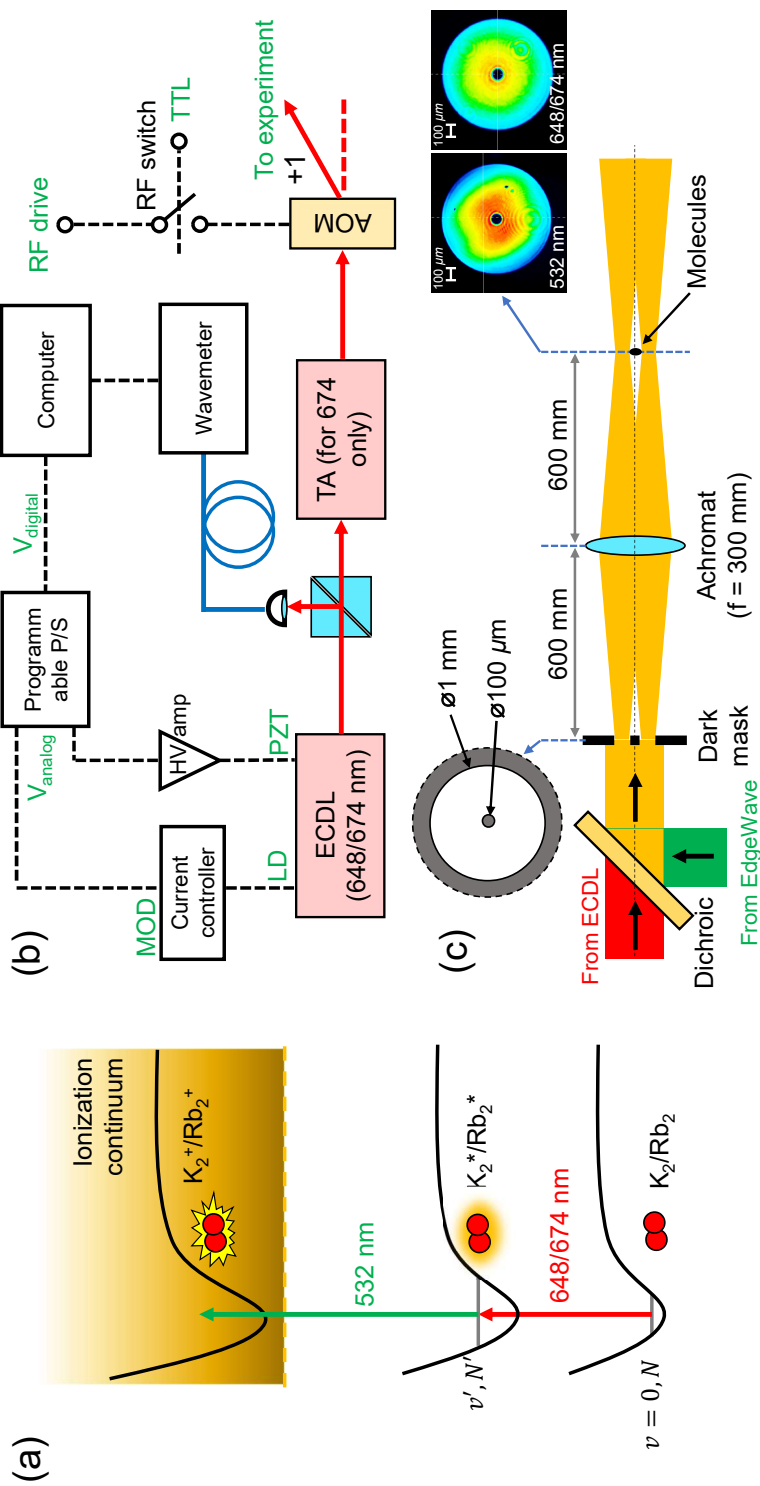 (a)
Ionization
continuum
K₂⁺/Rb₂⁺
532 nm
K₂*/Rb₂*
v′, N′
648/674 nm
K₂/Rb₂
v = 0, N
(b)
MOD
Current
controller
LD
V_analog
Programm
able P/S
V_digital
Computer
HV amp
PZT
ECDL
(648/674 nm)
Wavemeter
TA (for 674
only)
RF drive
RF switch
TTL
AOM
+1
To experiment
(c)
ø1 mm
ø100 µm
From ECDL
Dichroic
From EdgeWave
Dark
mask
600 mm
600 mm
Achromat
(f = 300 mm)
Molecules
100 µm
532 nm
100 µm
648/674 nm